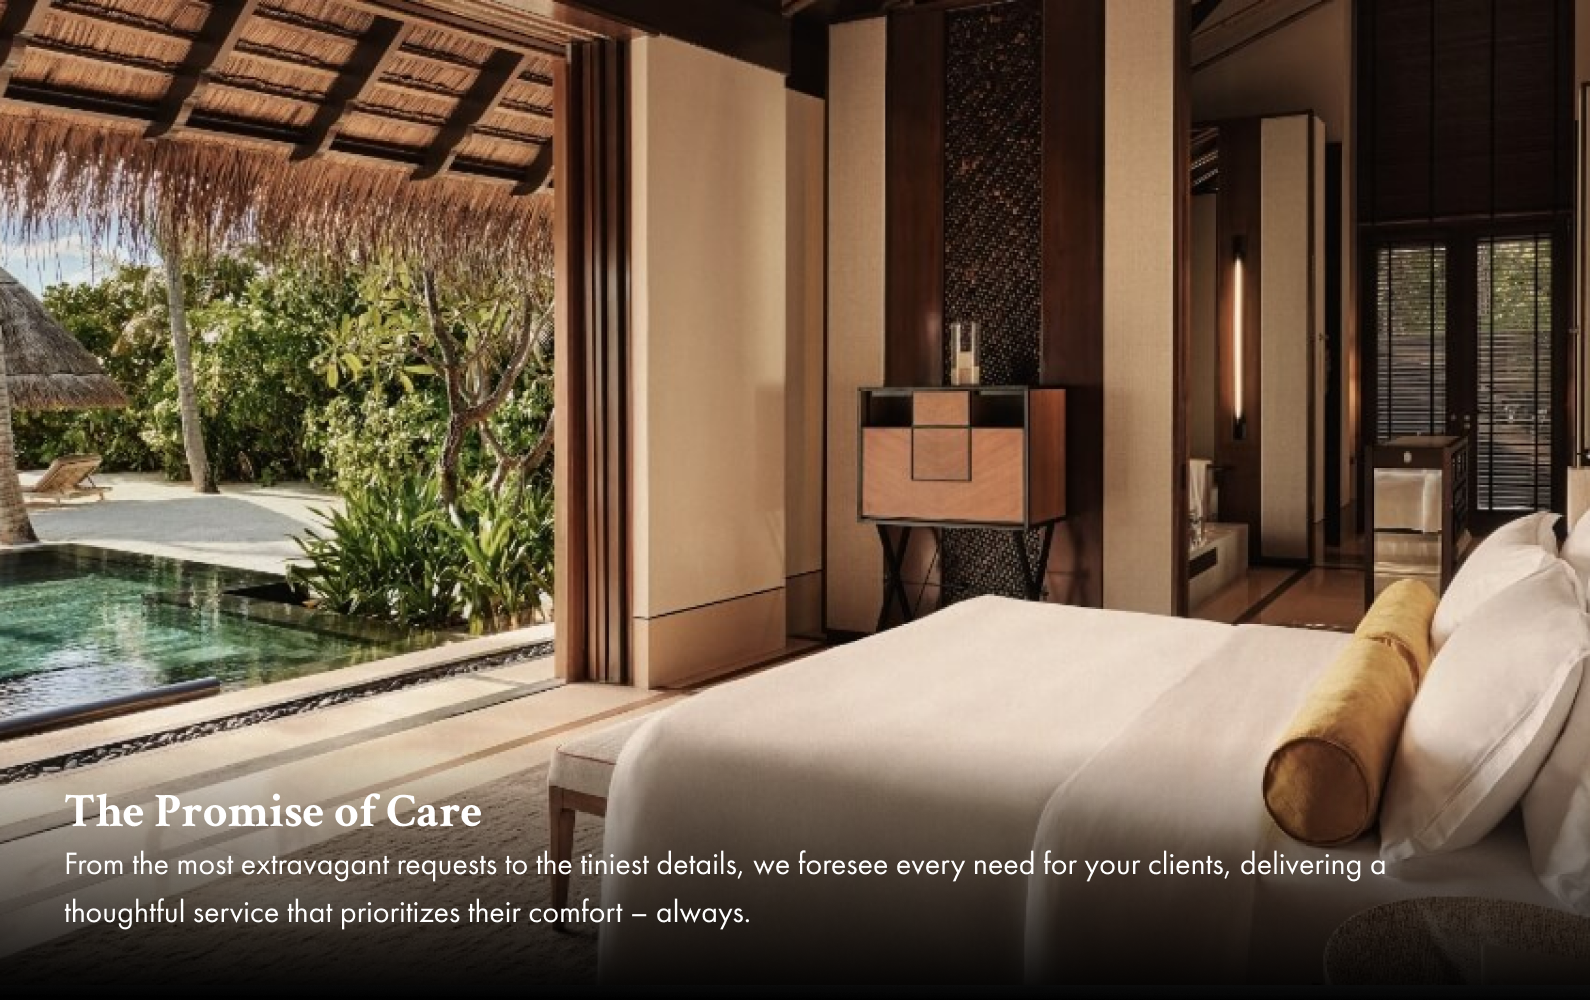 The Promise of Care
From the most extravagant requests to the tiniest details, we foresee every need for your clients, delivering a
thoughtful service that prioritizes their comfort – always.